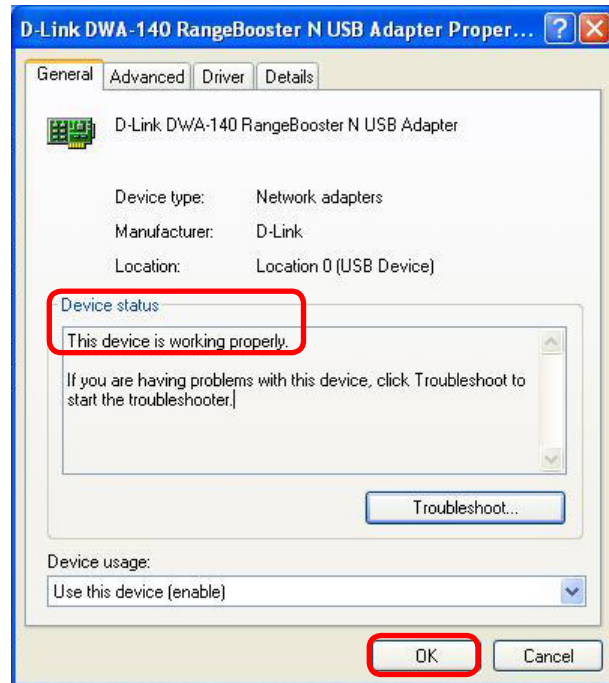 D-Link DWA-140 RangeBooster N USB Adapter Proper...
General Advanced Driver Details
D-Link DWA-140 RangeBooster N USB Adapter
Device type: Network adapters
Manufacturer: D-Link
Location: Location 0 (USB Device)
Device status
This device is working properly.
If you are having problems with this device, click Troubleshoot to
start the troubleshooter.
Troubleshoot...
Device usage:
Use this device (enable)
OK Cancel